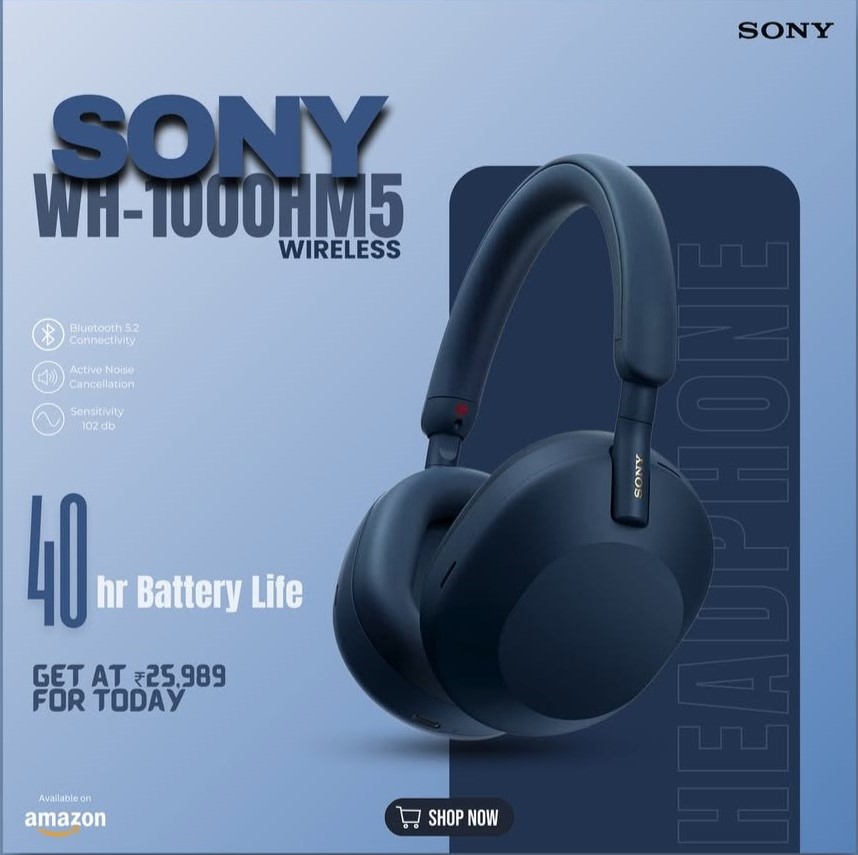 SONY
SONY
WH-1000HM5
WIRELESS
Bluetooth 5.2
Connectivity
Active Noise
Cancellation
Sensitivity
102 db
40 hr Battery Life
GET AT ₹25,989
FOR TODAY
SONY
HEADPHONE
Available on
amazon
SHOP NOW